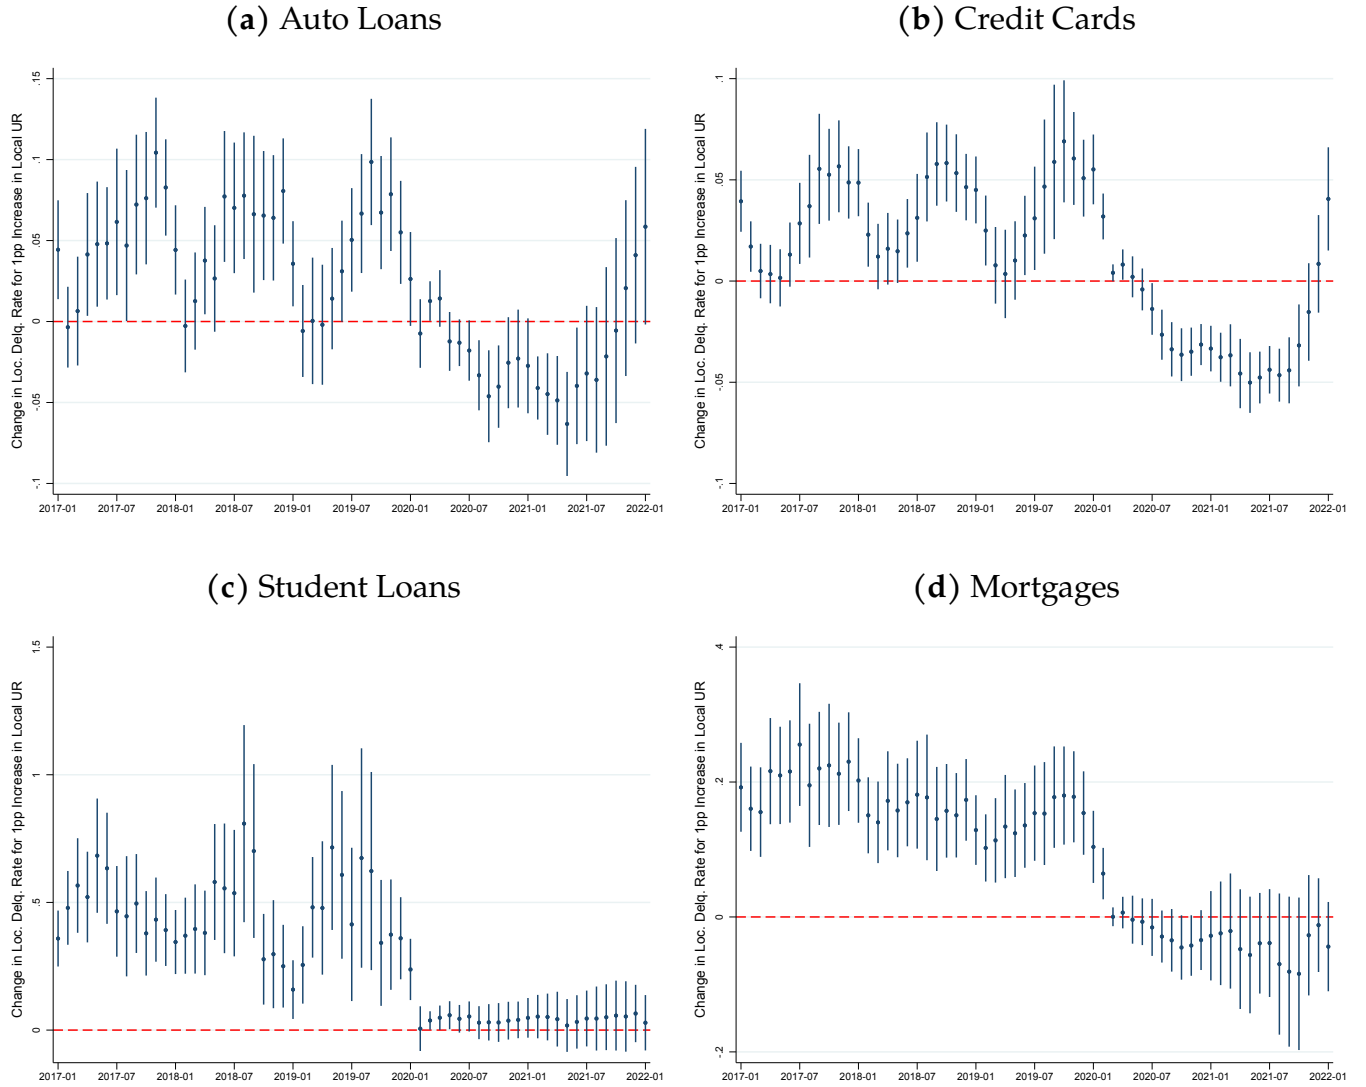 (a) Auto Loans
Change in Loc. Delq. Rate for 1pp Increase in Local UR
.15
.1
.05
0
-.05
-.1
2017-01 2017-07 2018-01 2018-07 2019-01 2019-07 2020-01 2020-07 2021-01 2021-07 2022-01
(b) Credit Cards
Change in Loc. Delq. Rate for 1pp Increase in Local UR
.1
.05
0
-.05
-.1
2017-01 2017-07 2018-01 2018-07 2019-01 2019-07 2020-01 2020-07 2021-01 2021-07 2022-01
(c) Student Loans
Change in Loc. Delq. Rate for 1pp Increase in Local UR
1.5
1
.5
0
2017-01 2017-07 2018-01 2018-07 2019-01 2019-07 2020-01 2020-07 2021-01 2021-07 2022-01
(d) Mortgages
Change in Loc. Delq. Rate for 1pp Increase in Local UR
.4
.2
0
-.2
2017-01 2017-07 2018-01 2018-07 2019-01 2019-07 2020-01 2020-07 2021-01 2021-07 2022-01